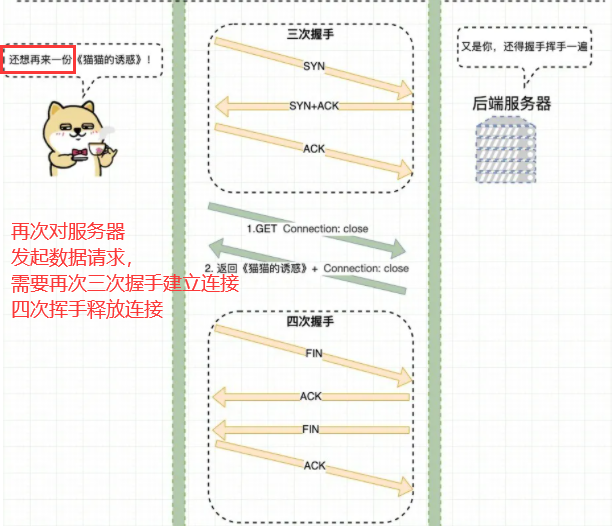 三次握手
还想再来一份《猫猫的诱惑》！
又是你，还得握手挥手一遍
SYN
后端服务器
SYN+ACK
ACK
再次对服务器
发起数据请求，
需要再次三次握手建立连接
四次挥手释放连接
1.GET Connection: close
2. 返回《猫猫的诱惑》+ Connection: close
四次握手
FIN
ACK
FIN
ACK